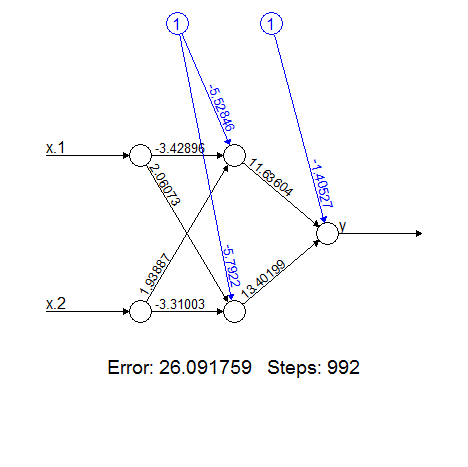 1 1
-5.52846
x.1
-3.42896
11.63604
-1.40527
2.06073
y
1.93887
-5.7922
13.40199
x.2
-3.31003
Error: 26.091759 Steps: 992